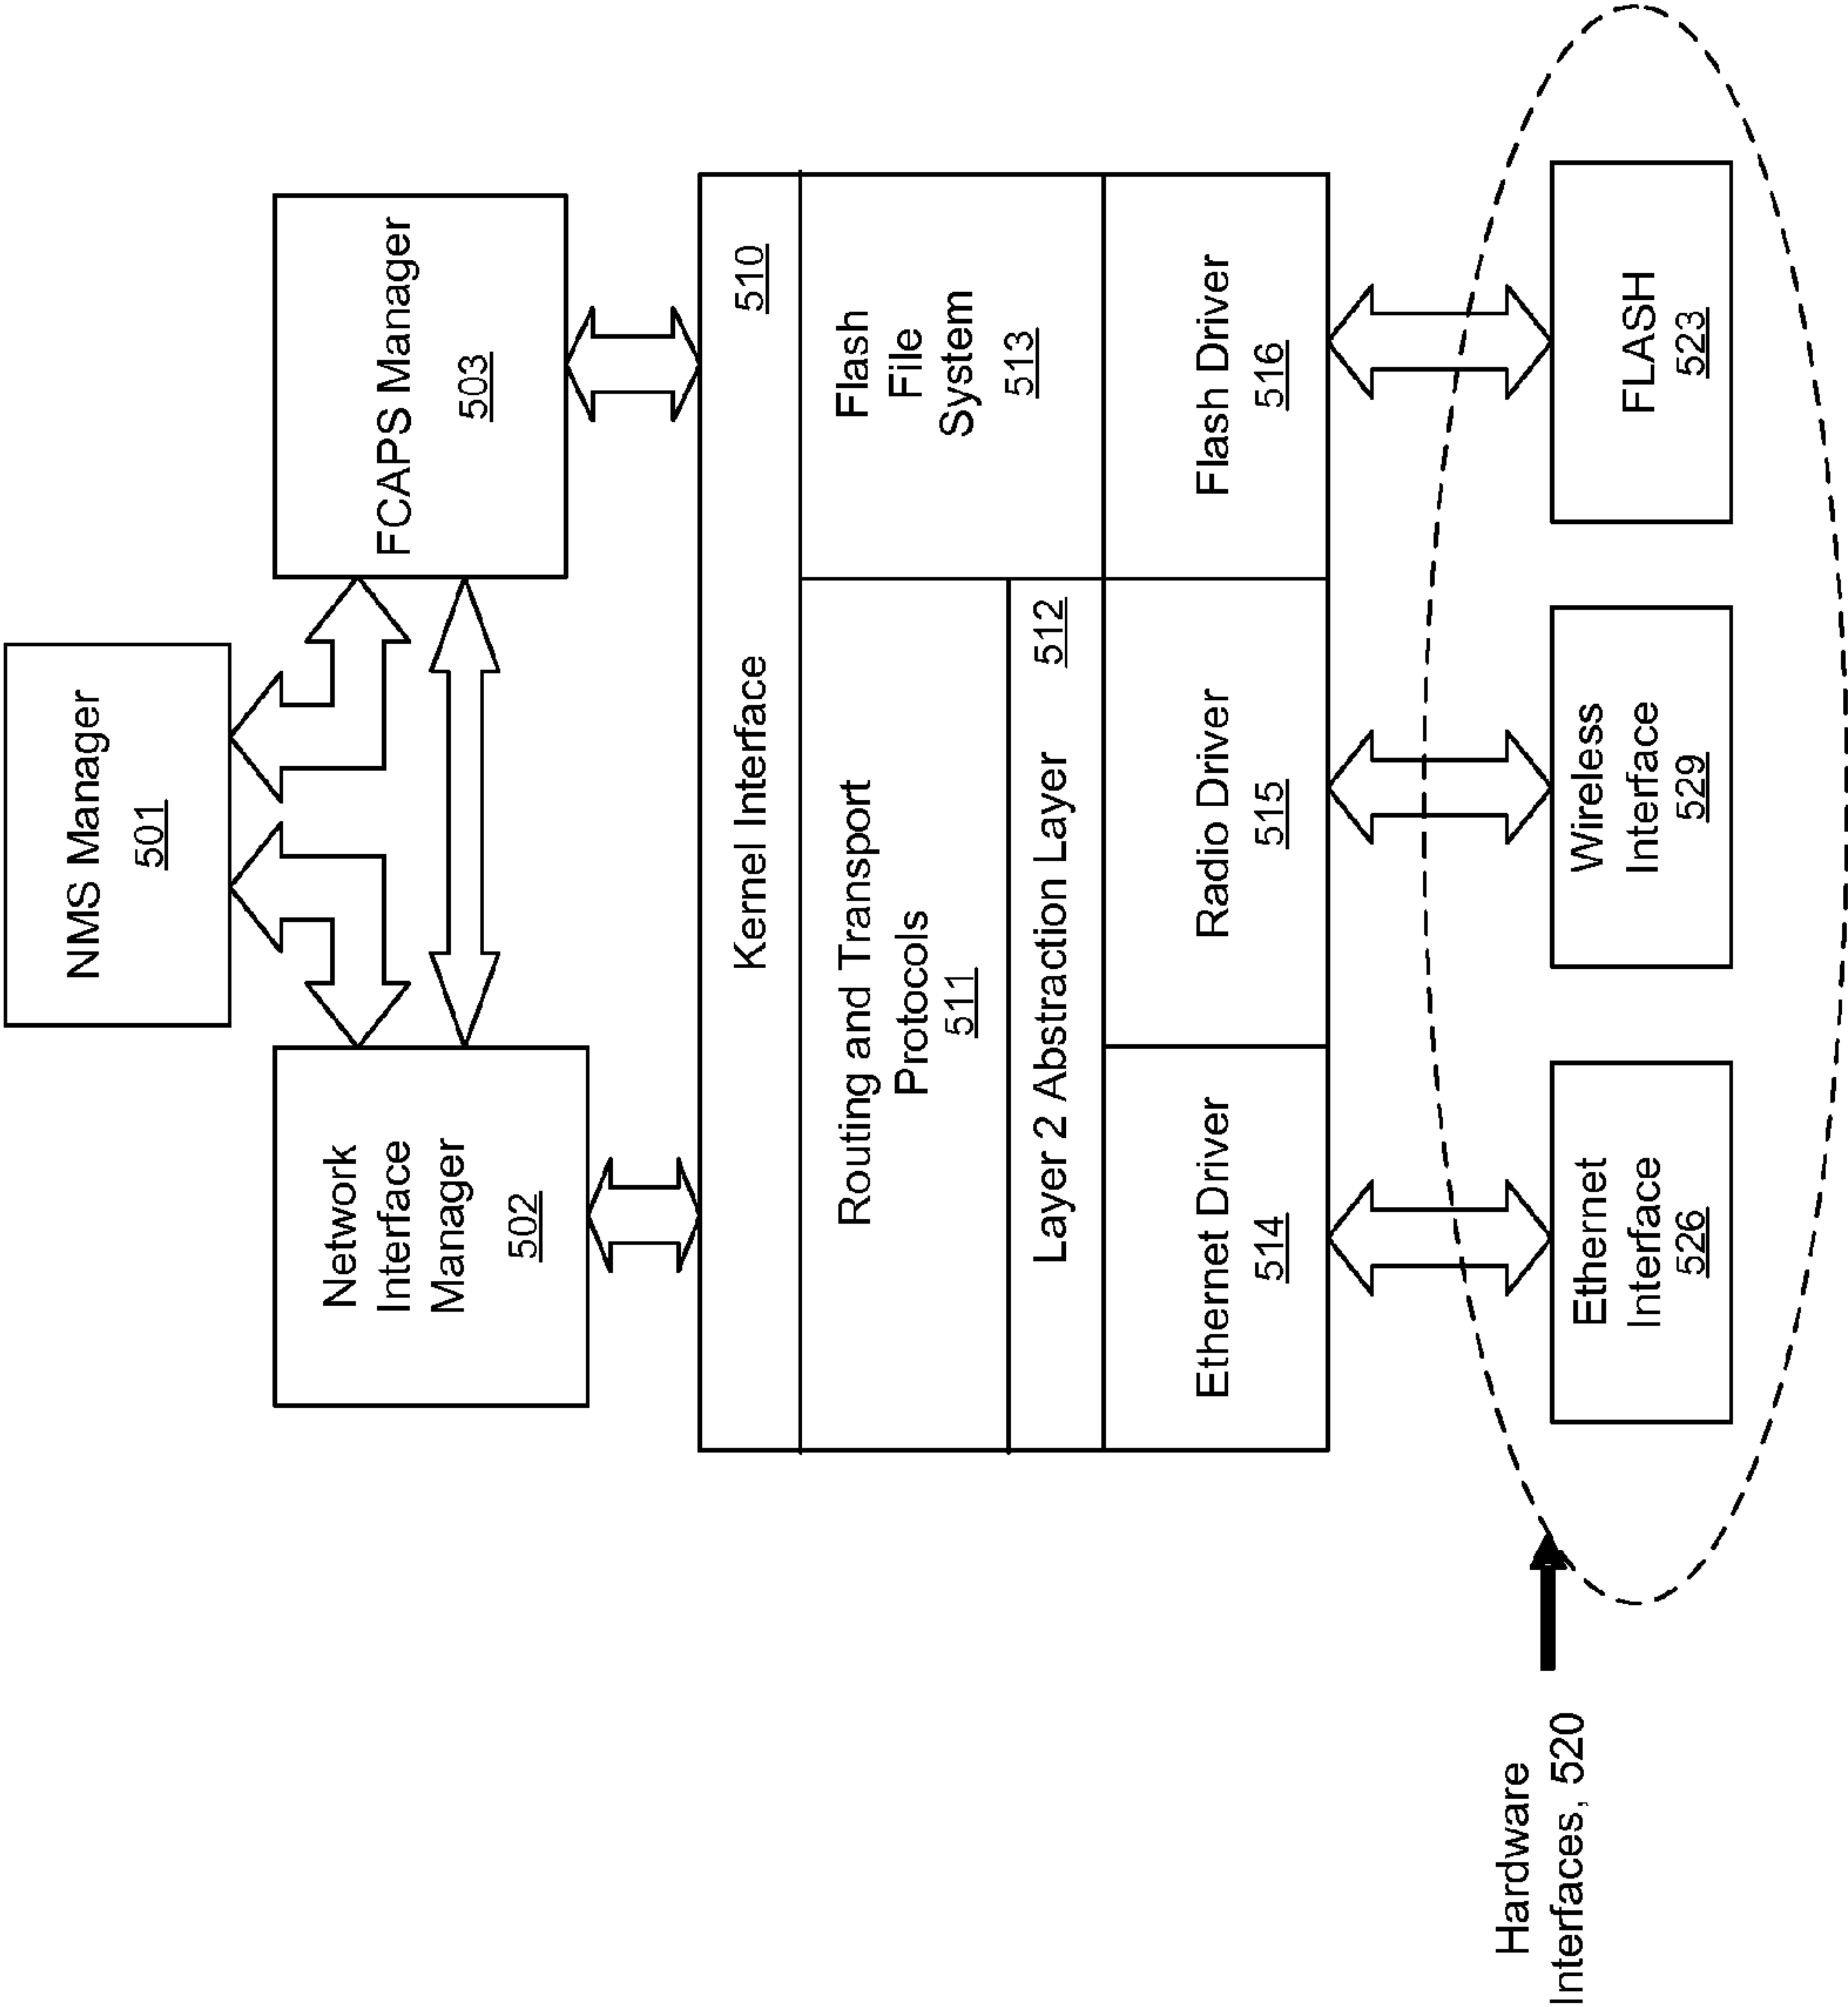 NMS Manager
501
Network
Interface
Manager
502
FCAPS Manager
503
Kernel Interface
510
Routing and Transport
Protocols
511
Flash
File
System
513
Layer 2 Abstraction Layer
512
Ethernet Driver
514
Radio Driver
515
Flash Driver
516
Hardware
Interfaces, 520
Ethernet
Interface
526
Wireless
Interface
529
FLASH
523